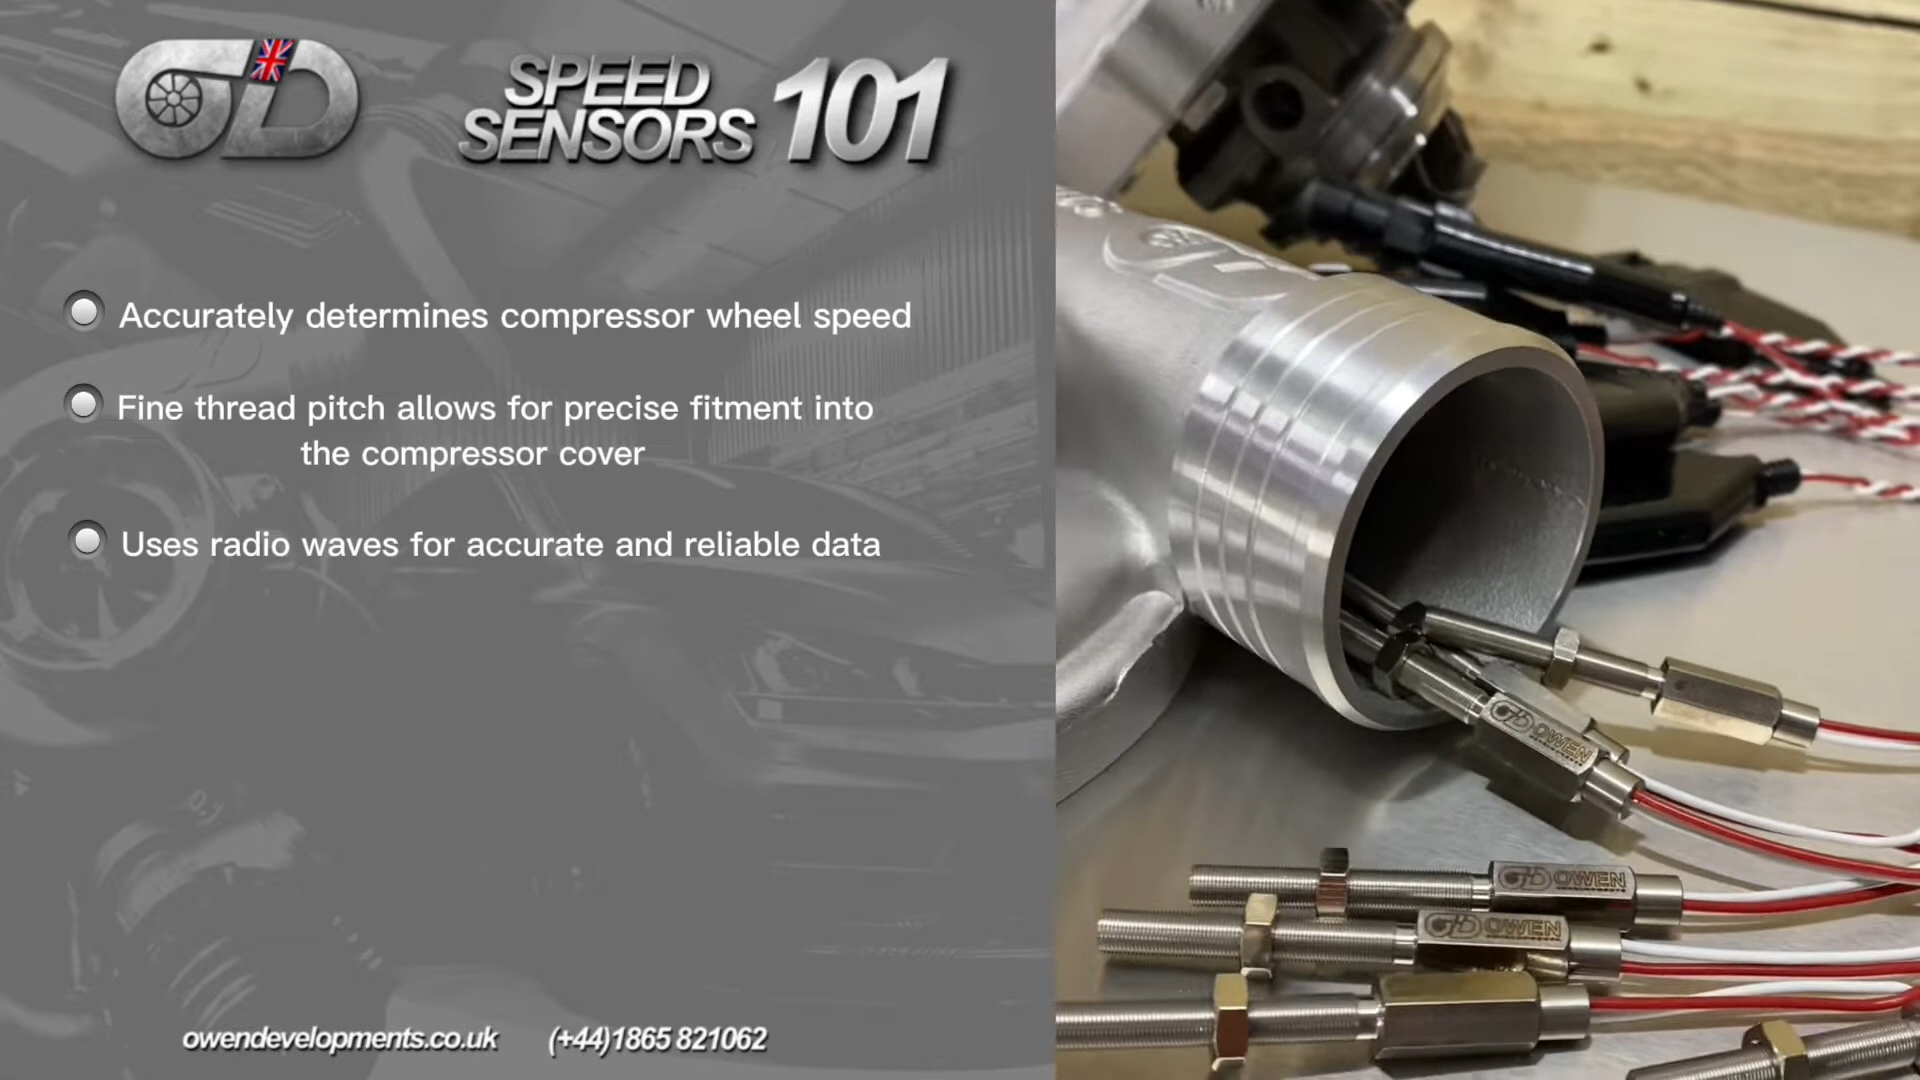 SPEED
SENSORS 101
Accurately determines compressor wheel speed
Fine thread pitch allows for precise fitment into
the compressor cover
Uses radio waves for accurate and reliable data
owendevelopments.co.uk (+44)1865 821062
OWEN
OWEN
OWEN